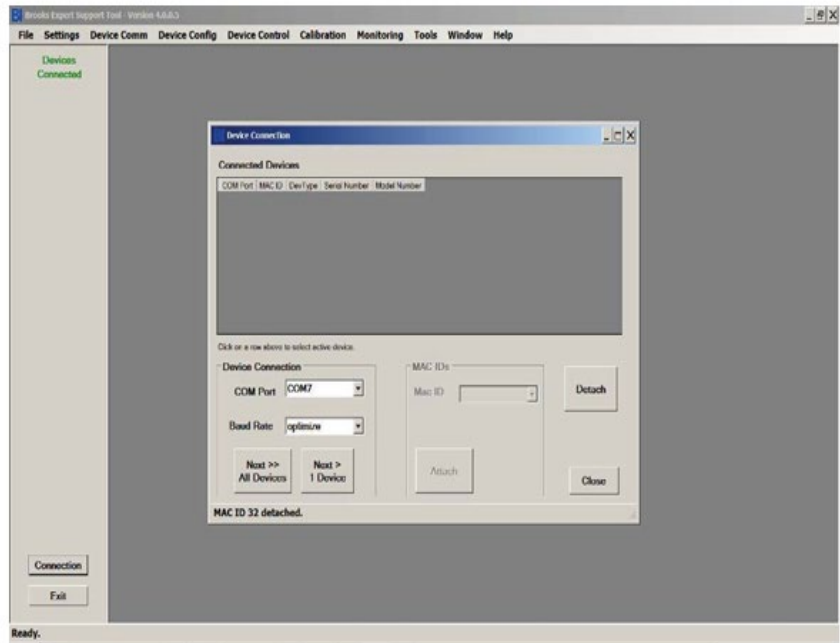 Brooks Expert Support Tool - Version 4.0.0.5
File Settings Device Comm Device Config Device Control Calibration Monitoring Tools Window Help
Devices
Connected
Device Connection
Connected Devices
COM Port MAC ID DevType Serial Number Model Number
Click on a row above to select active device.
Device Connection
COM Port COM7
Baud Rate optimize
Next >>
All Devices
Next >
1 Device
MAC IDs
Mac ID
Attach
Detach
Close
MAC ID 32 detached.
Connection
Exit
Ready.